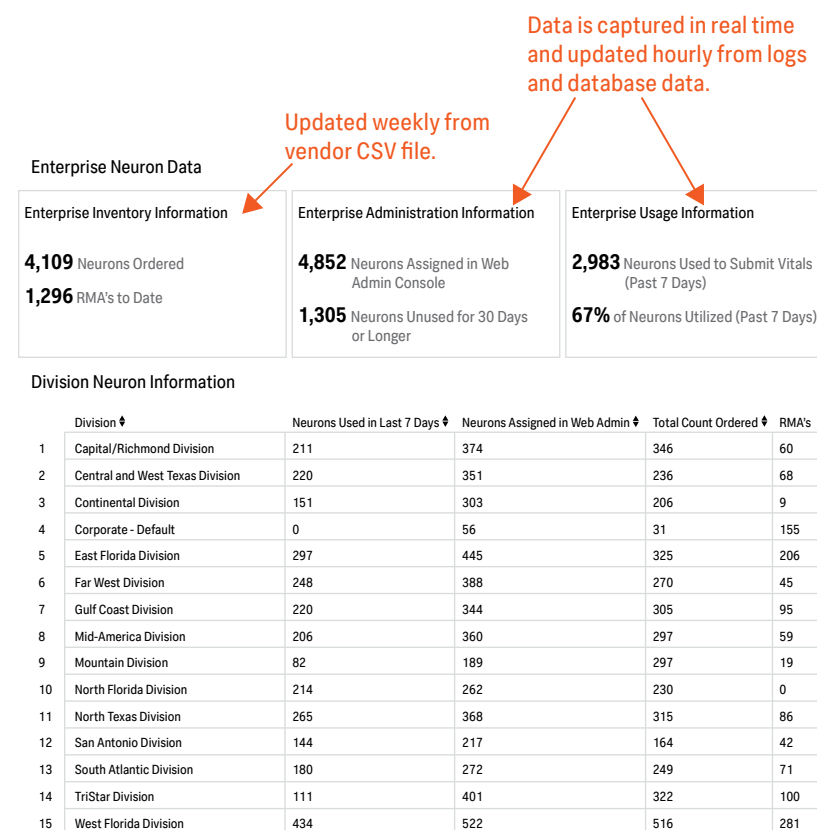 Data is captured in real time
and updated hourly from logs
and database data.
Updated weekly from
vendor CSV file.
Enterprise Neuron Data
Enterprise Inventory Information
4,109 Neurons Ordered
1,296 RMA's to Date
Enterprise Administration Information
4,852 Neurons Assigned in Web
Admin Console
1,305 Neurons Unused for 30 Days
or Longer
Enterprise Usage Information
2,983 Neurons Used to Submit Vitals
(Past 7 Days)
67% of Neurons Utilized (Past 7 Days)
Division Neuron Information
Division Neurons Used in Last 7 Days Neurons Assigned in Web Admin Total Count Ordered RMA's
1 Capital/Richmond Division 211 374 346 60
2 Central and West Texas Division 220 351 236 68
3 Continental Division 151 303 206 9
4 Corporate - Default 0 56 31 155
5 East Florida Division 297 445 325 206
6 Far West Division 248 388 270 45
7 Gulf Coast Division 220 344 305 95
8 Mid-America Division 206 360 297 59
9 Mountain Division 82 189 297 19
10 North Florida Division 214 262 230 0
11 North Texas Division 265 368 315 86
12 San Antonio Division 144 217 164 42
13 South Atlantic Division 180 272 249 71
14 TriStar Division 111 401 322 100
15 West Florida Division 434 522 516 281